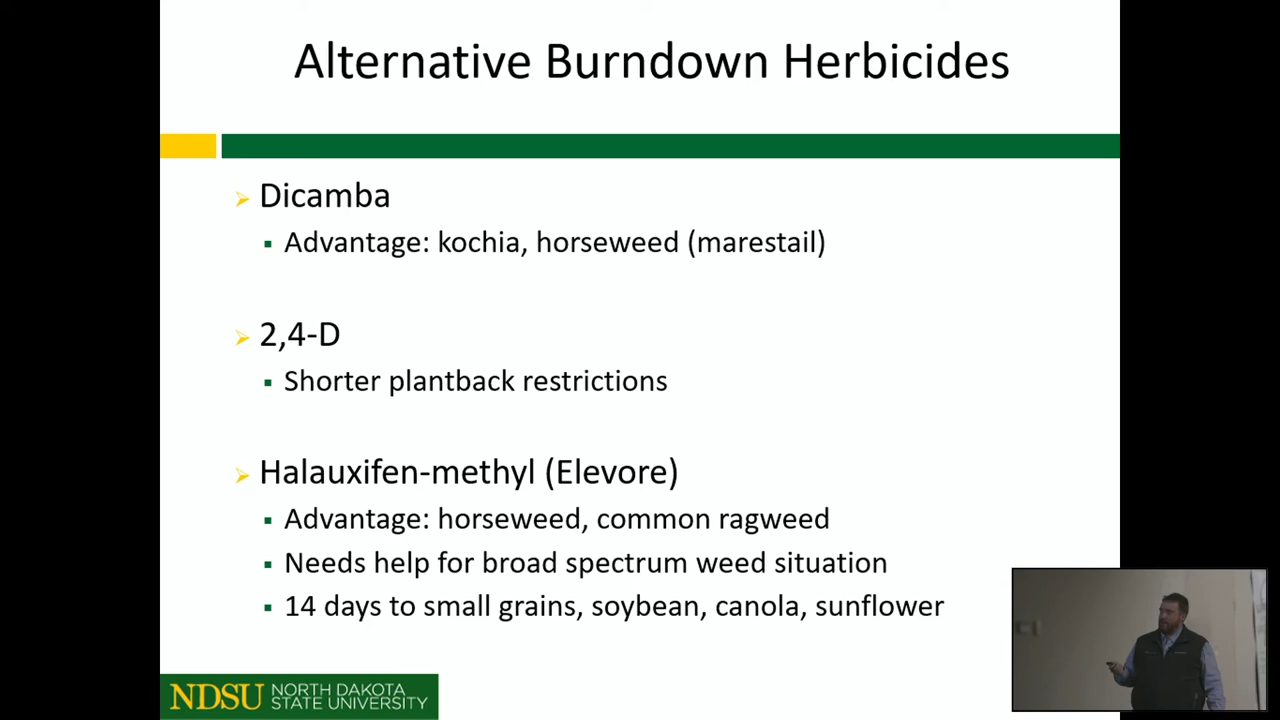 Alternative Burndown Herbicides
Dicamba
Advantage: kochia, horseweed (marestail)
2,4-D
Shorter plantback restrictions
Halauxifen-methyl (Elevore)
Advantage: horseweed, common ragweed
Needs help for broad spectrum weed situation
14 days to small grains, soybean, canola, sunflower
NDSU NORTH DAKOTA
STATE UNIVERSITY